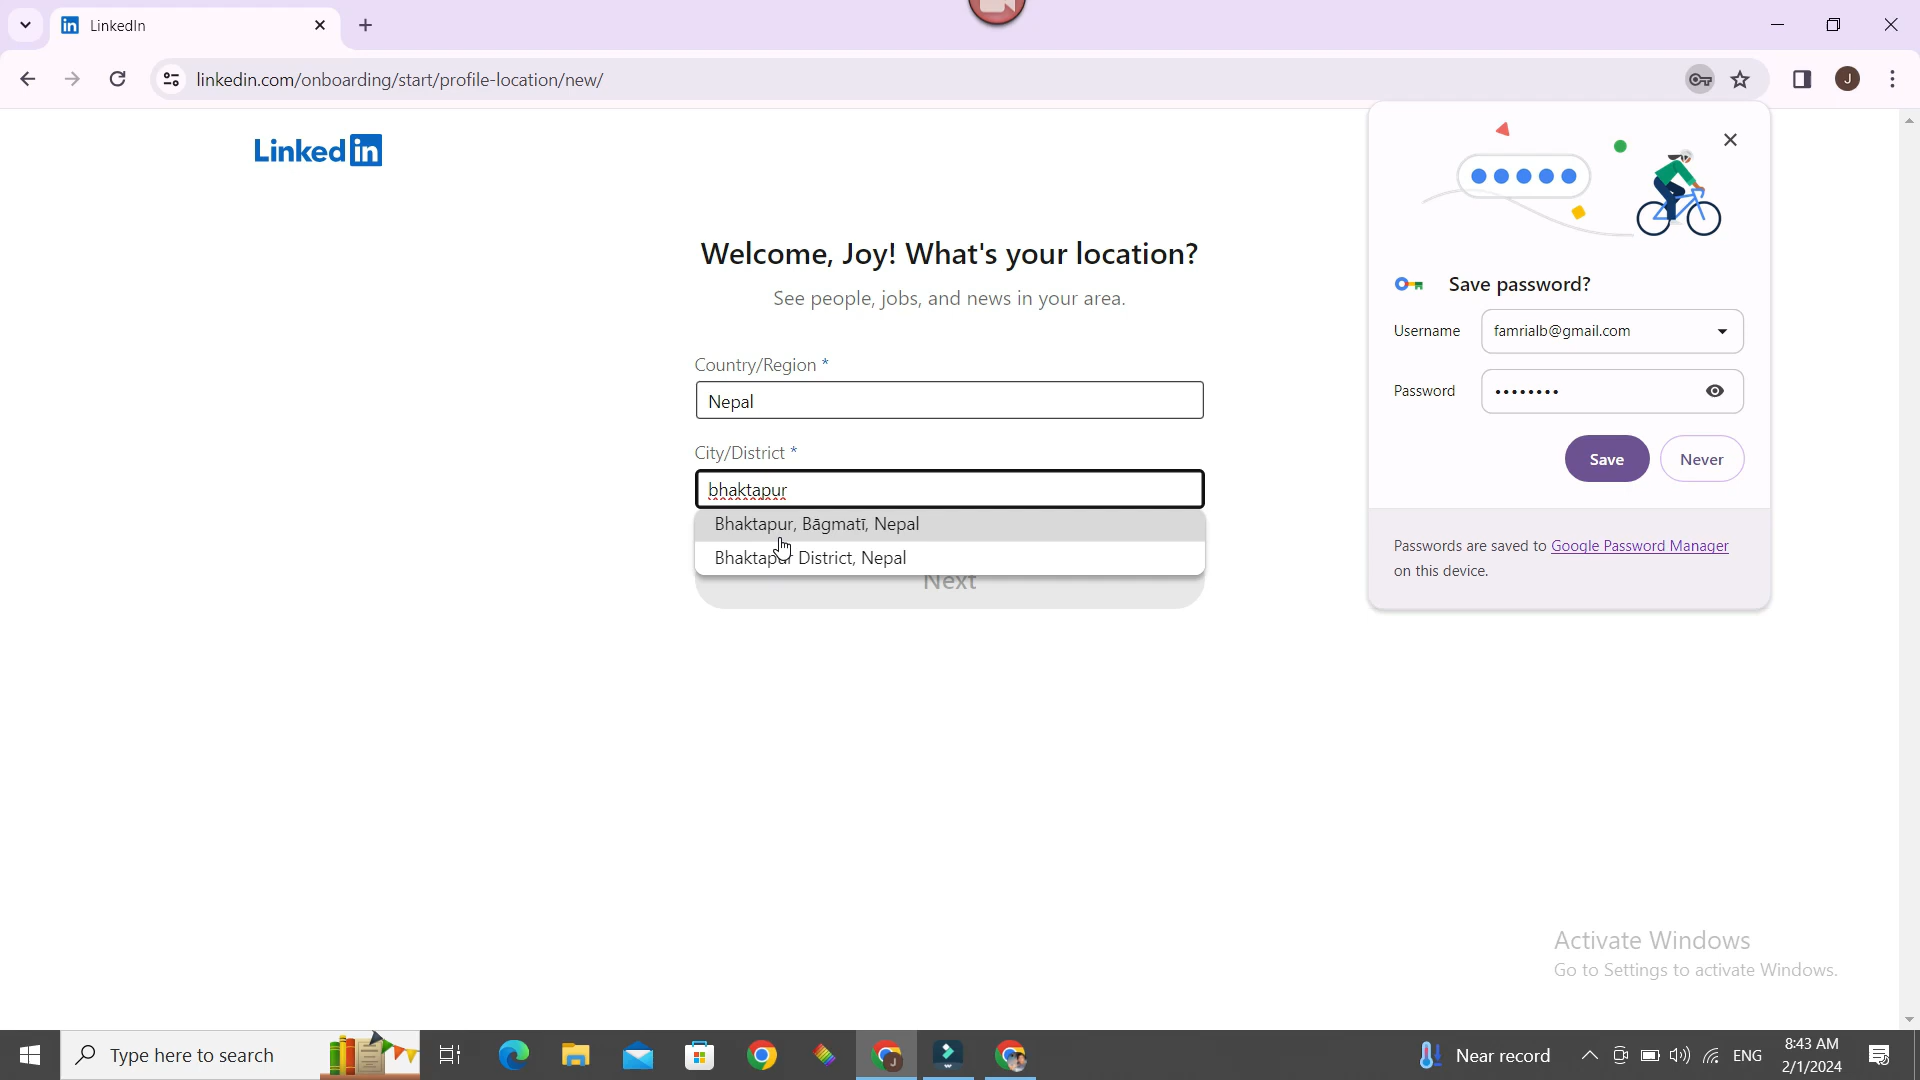 LinkedIn
linkedin.com/onboarding/start/profile-location/new/
J
Linked in
Welcome, Joy! What's your location?
See people, jobs, and news in your area.
Country/Region *
Nepal
City/District *
bhaktapur
Bhaktapur, Bāgmatī, Nepal
Bhaktapur District, Nepal
Next
Save password?
Username famrialb@gmail.com
Password ••••••••
Save Never
Passwords are saved to Google Password Manager
on this device.
Activate Windows
Go to Settings to activate Windows.
Type here to search
Near record
ENG
8:43 AM
2/1/2024